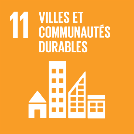 11 VILLES ET
COMMUNAUTÉS
DURABLES